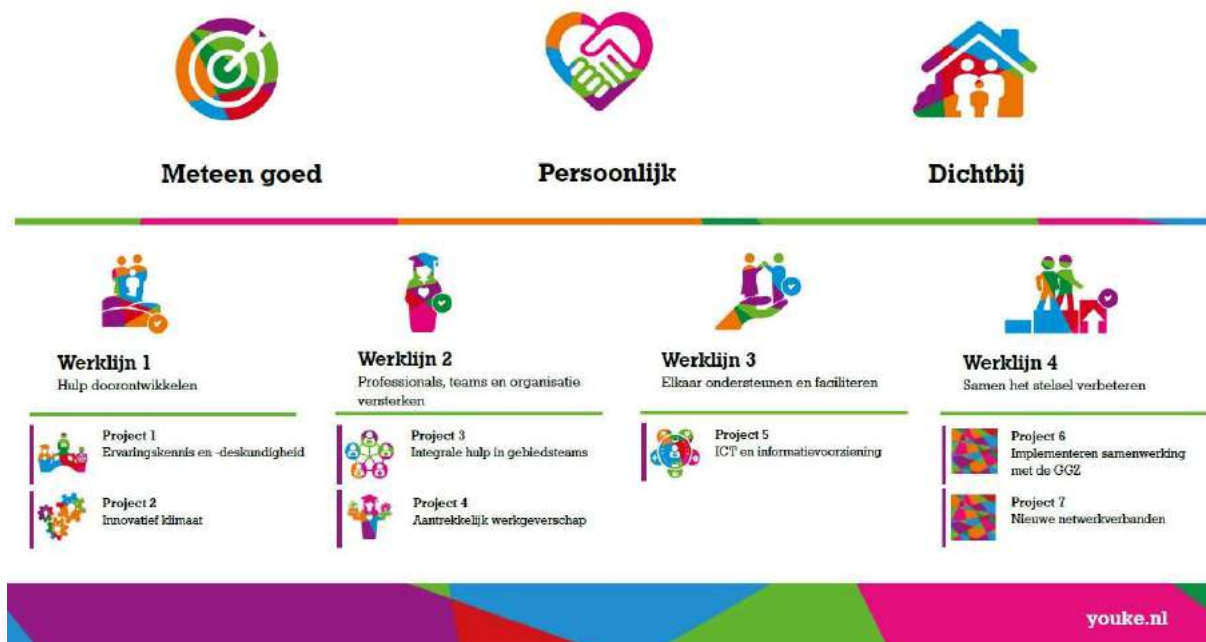 Meteen goed
Persoonlijk
Dichtbij
Werklijn 1
Hulp doorontwikkelen
Project 1
Ervaringskennis en -deskundigheid
Project 2
Innovatief klimaat
Werklijn 2
Professionals, teams en organisatie
versterken
Project 3
Integrale hulp in gebiedsteams
Project 4
Aantrekkelijk werkgeverschap
Werklijn 3
Elkaar ondersteunen en faciliteren
Project 5
ICT en informatievoorziening
Werklijn 4
Samen het stelsel verbeteren
Project 6
Implementeren samenwerking
met de GGZ
Project 7
Nieuwe netwerkverbanden
youke.nl